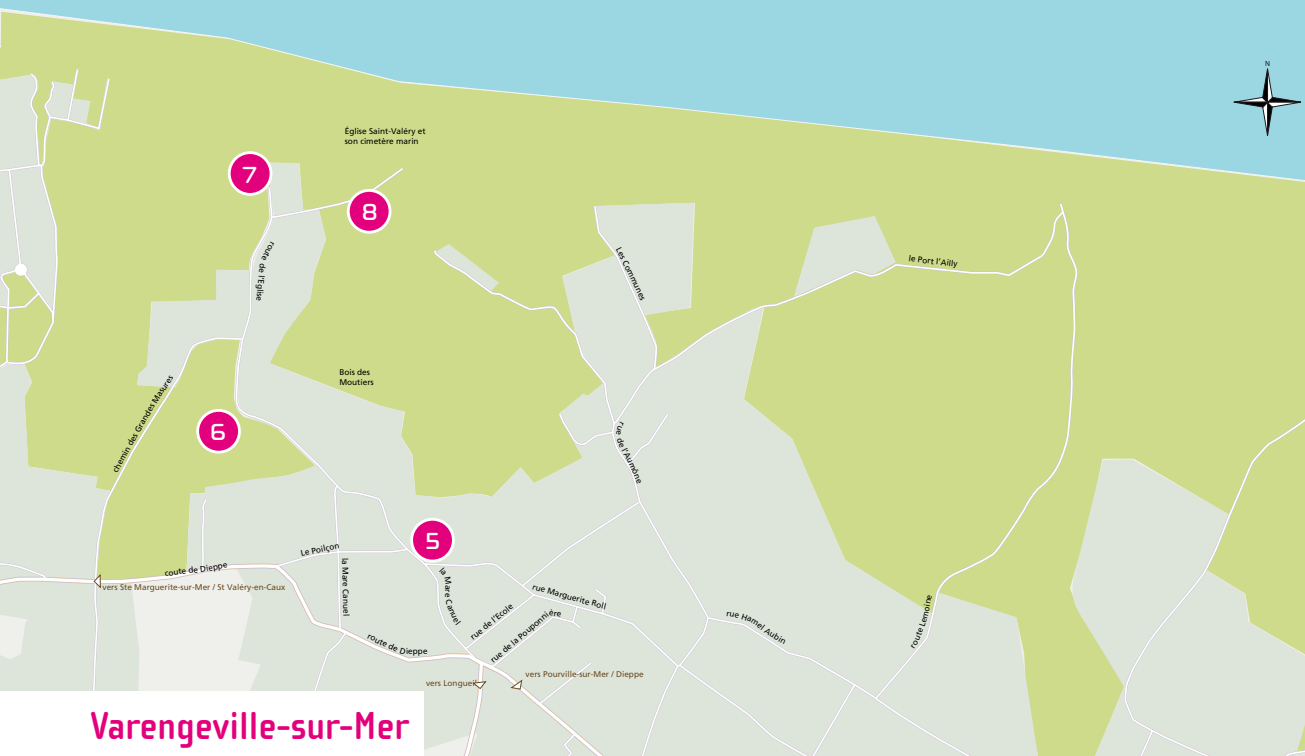 N
Église Saint-Valéry et
son cimetère marin
7
8
route de l'Eglise
Les Communes
le Port l'Ailly
Bois des
Moutiers
chemin des Grandes Masures
6
rue de l'Aumône
5
Le Poilçon
coute de Dieppe
vers Ste Marguerite-sur-Mer / St Valéry-en-Caux
la Mare Canuel
la Mare Canuel
rue Marguerite Roll
rue de l'Ecole
rue de la Pouponnière
rue Hamel Aubin
route Lemoine
route de Dieppe
vers Longueil
vers Pourville-sur-Mer / Dieppe
Varengeville-sur-Mer